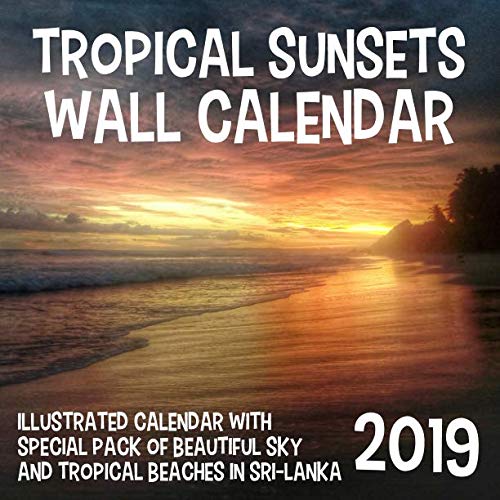 TROPICAL SUNSETS
WALL CALENDAR
ILLUSTRATED CALENDAR WITH
SPECIAL PACK OF BEAUTIFUL SKY
AND TROPICAL BEACHES IN SRI-LANKA
2019